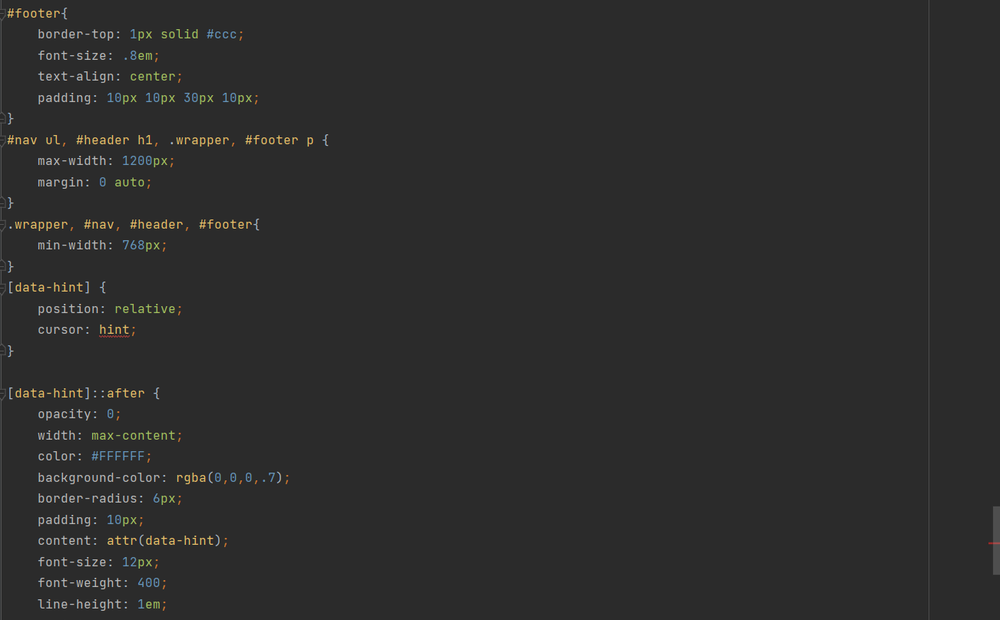 #footer{
    border-top: 1px solid #ccc;
    font-size: .8em;
    text-align: center;
    padding: 10px 10px 30px 10px;
}
#nav ul, #header h1, .wrapper, #footer p {
    max-width: 1200px;
    margin: 0 auto;
}
.wrapper, #nav, #header, #footer{
    min-width: 768px;
}
[data-hint] {
    position: relative;
    cursor: hint;
}

[data-hint]::after {
    opacity: 0;
    width: max-content;
    color: #FFFFFF;
    background-color: rgba(0,0,0,.7);
    border-radius: 6px;
    padding: 10px;
    content: attr(data-hint);
    font-size: 12px;
    font-weight: 400;
    line-height: 1em;